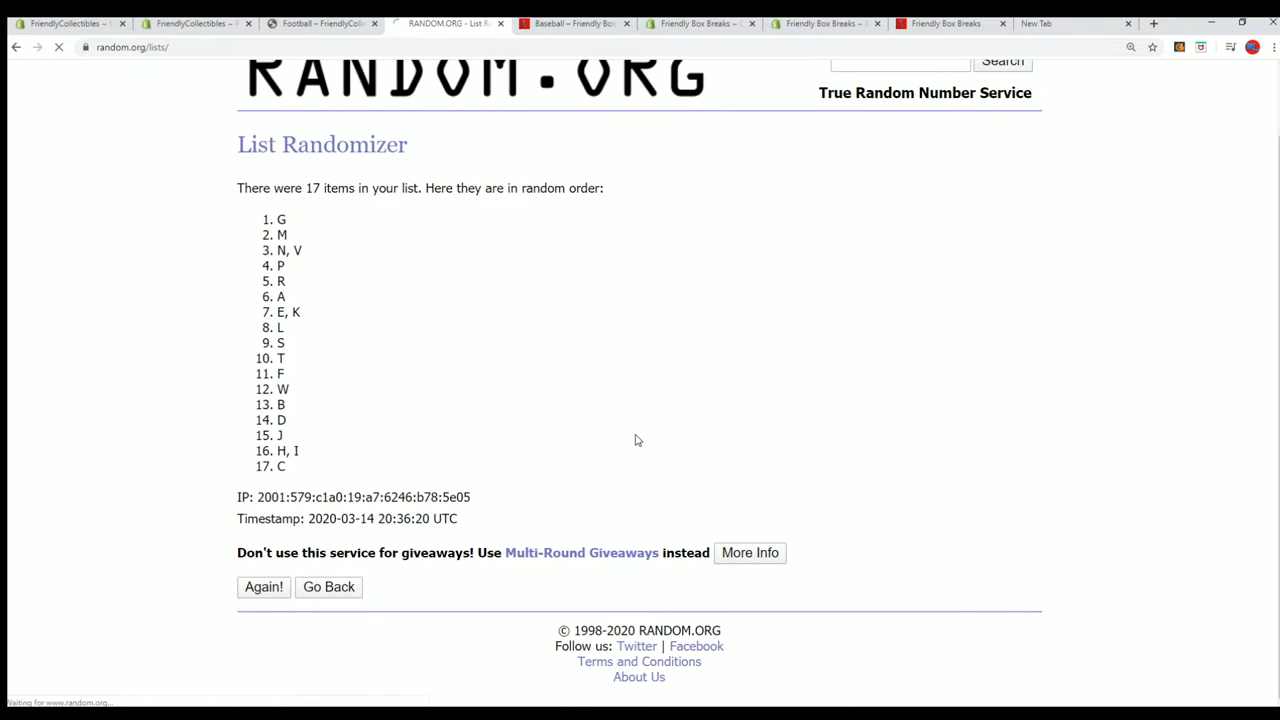 FriendlyCollectibles ~ C
FriendlyCollectibles ~ P
Football – FriendlyColle
RANDOM.ORG - List Ra
Baseball – Friendly Box
Friendly Box Breaks ~
Friendly Box Breaks ~
Friendly Box Breaks
New Tab
random.org/lists/
RANDOM.ORG
Search
True Random Number Service
List Randomizer
There were 17 items in your list. Here they are in random order:
1. G
2. M
3. N, V
4. P
5. R
6. A
7. E, K
8. L
9. S
10. T
11. F
12. W
13. B
14. D
15. J
16. H, I
17. C
IP: 2001:579:c1a0:19:a7:6246:b78:5e05
Timestamp: 2020-03-14 20:36:20 UTC
Don't use this service for giveaways! Use Multi-Round Giveaways instead More Info
Again! Go Back
© 1998-2020 RANDOM.ORG
Follow us: Twitter | Facebook
Terms and Conditions
About Us
Waiting for www.random.org...